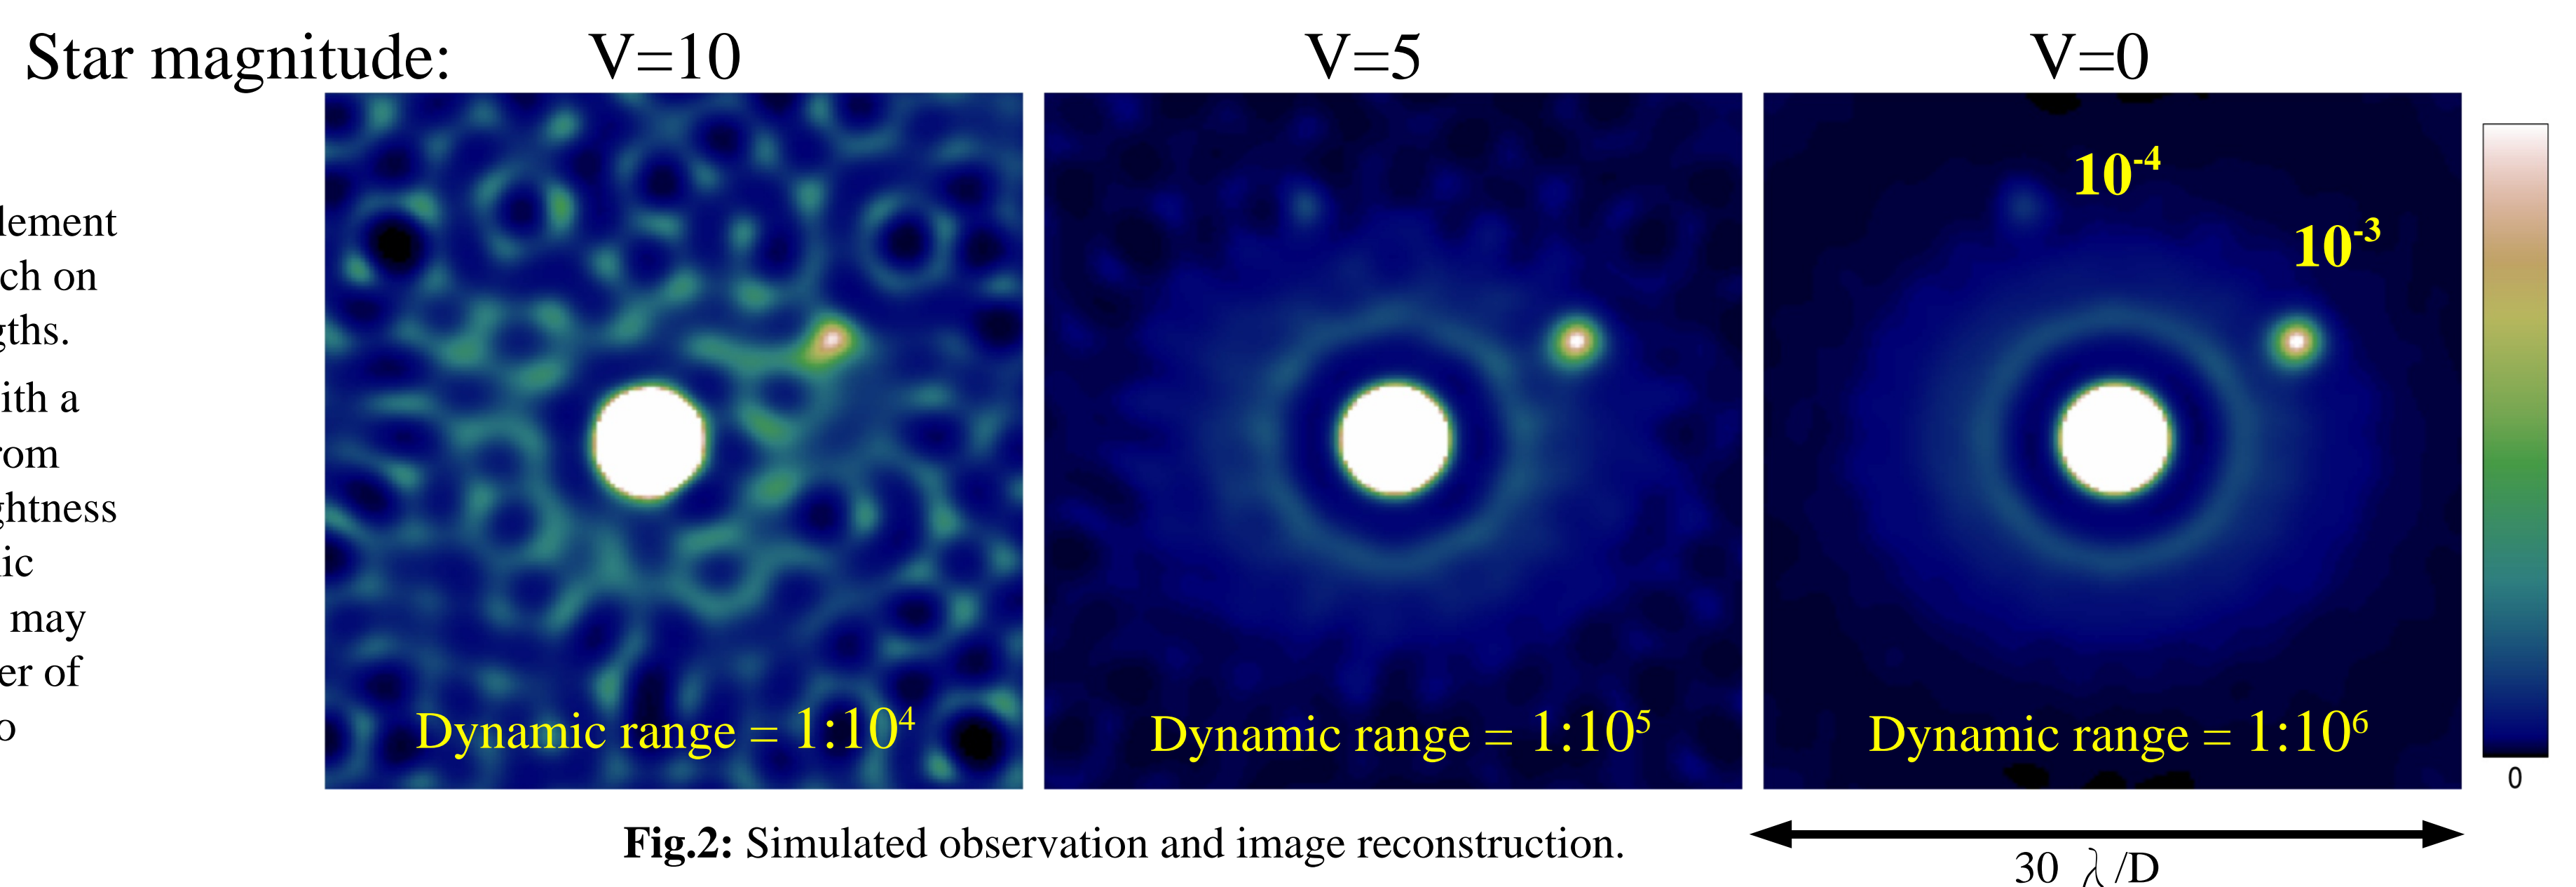 Star magnitude: V=10 V=5 V=0
10⁻⁴
10⁻³
lement
ch on
gths.
ith a
rom
ghtness
ic
may
er of
o
Dynamic range = 1:10⁴
Dynamic range = 1:10⁵
Dynamic range = 1:10⁶
0
Fig.2: Simulated observation and image reconstruction.
30 λ/D